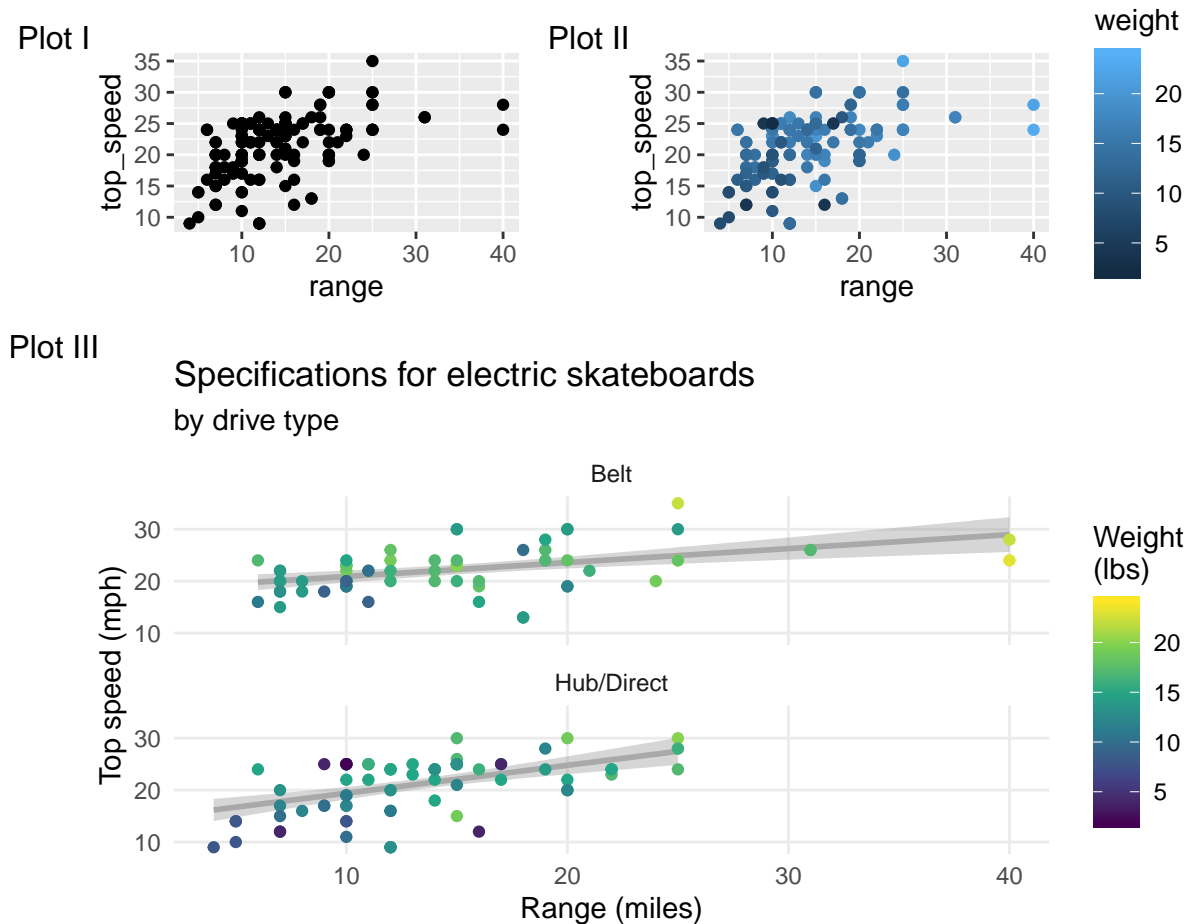 Plot I
top_speed
35
30
25
20
15
10
10
20
30
40
range
Plot II
top_speed
35
30
25
20
15
10
10
20
30
40
range
weight
20
15
10
5
Plot III
Specifications for electric skateboards
by drive type
Belt
30
20
10
Top speed (mph)
Hub/Direct
30
20
10
10
20
30
40
Range (miles)
Weight
(lbs)
20
15
10
5